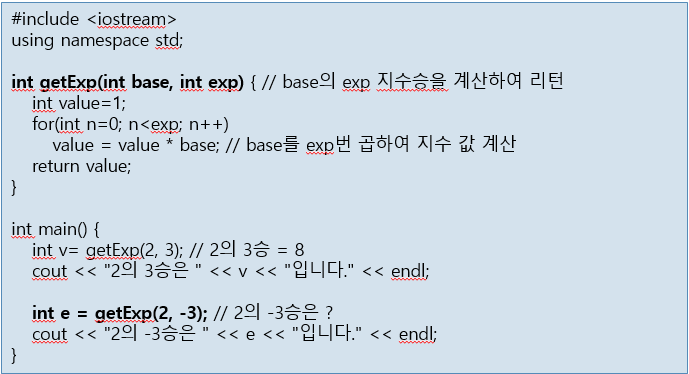 #include <iostream>
using namespace std;
int getExp(int base, int exp) { // base의 exp 지수승을 계산하여 리턴
int value=1;
for(int n=0; n<exp; n++)
value = value * base; // base를 exp번 곱하여 지수 값 계산
return value;
}
int main() {
int v= getExp(2, 3); // 2의 3승 = 8
cout << "2의 3승은 " << v << "입니다." << endl;
int e = getExp(2, -3); // 2의 -3승은 ?
cout << "2의 -3승은 " << e << "입니다." << endl;
}